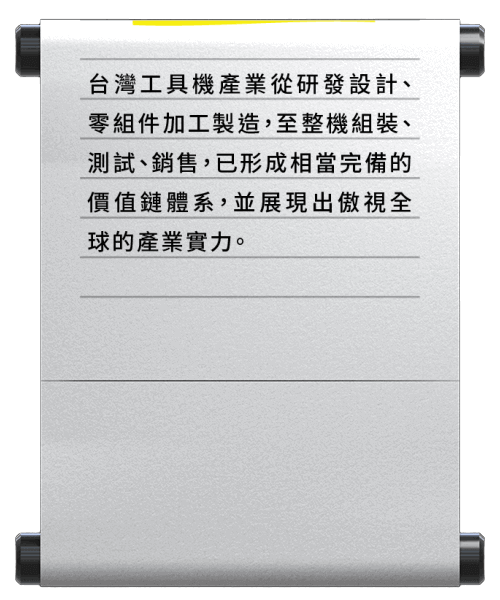 台灣工具機產業從研發設計、
零組件加工製造，至整機組裝、
測試、銷售，已形成相當完備的
價值鏈體系，並展現出傲視全
球的產業實力。